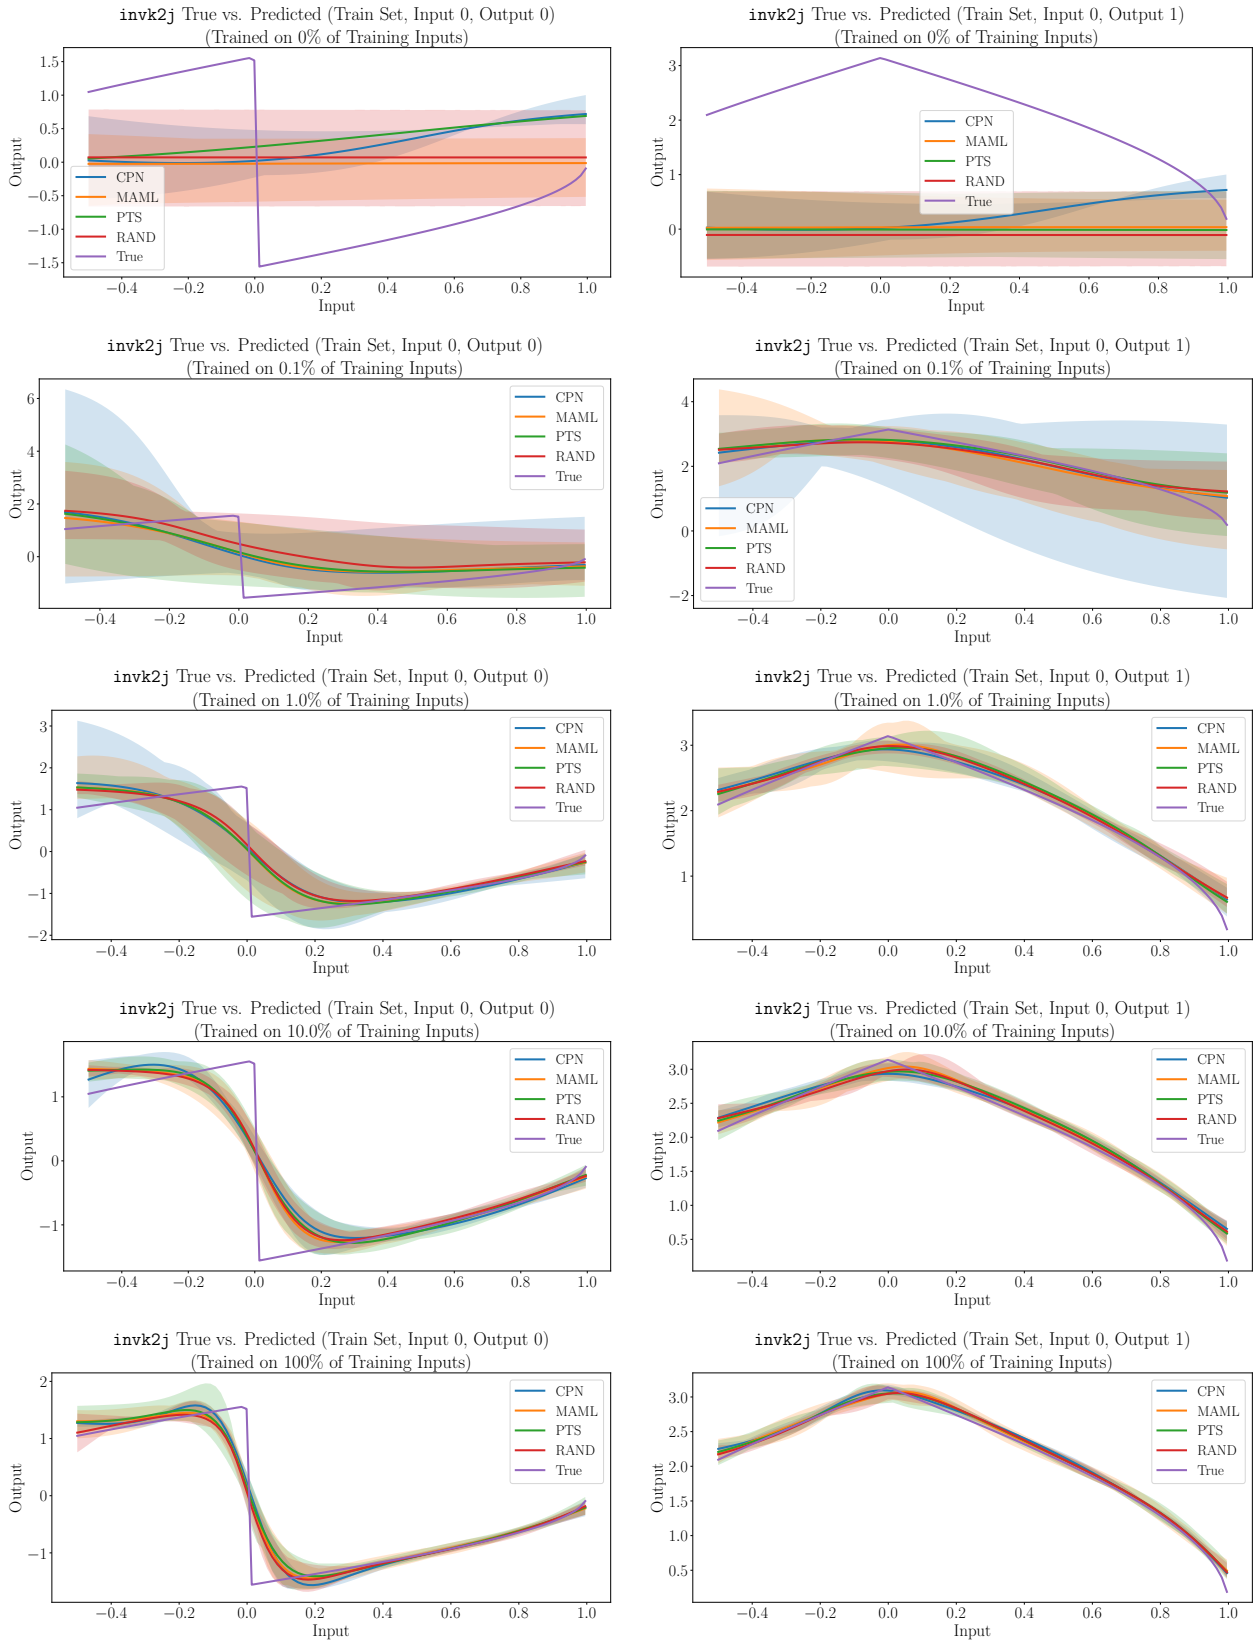 invk2j True vs. Predicted (Train Set, Input 0, Output 0)
(Trained on 0% of Training Inputs)
Output
1.5
1.0
0.5
0.0
−0.5
−1.0
−1.5
CPN
MAML
PTS
RAND
True
−0.4 −0.2 0.0 0.2 0.4 0.6 0.8 1.0
Input
invk2j True vs. Predicted (Train Set, Input 0, Output 1)
(Trained on 0% of Training Inputs)
Output
3
2
1
0
CPN
MAML
PTS
RAND
True
−0.4 −0.2 0.0 0.2 0.4 0.6 0.8 1.0
Input
invk2j True vs. Predicted (Train Set, Input 0, Output 0)
(Trained on 0.1% of Training Inputs)
Output
6
4
2
0
CPN
MAML
PTS
RAND
True
−0.4 −0.2 0.0 0.2 0.4 0.6 0.8 1.0
Input
invk2j True vs. Predicted (Train Set, Input 0, Output 1)
(Trained on 0.1% of Training Inputs)
Output
4
2
0
−2
CPN
MAML
PTS
RAND
True
−0.4 −0.2 0.0 0.2 0.4 0.6 0.8 1.0
Input
invk2j True vs. Predicted (Train Set, Input 0, Output 0)
(Trained on 1.0% of Training Inputs)
Output
3
2
1
0
−1
−2
CPN
MAML
PTS
RAND
True
−0.4 −0.2 0.0 0.2 0.4 0.6 0.8 1.0
Input
invk2j True vs. Predicted (Train Set, Input 0, Output 1)
(Trained on 1.0% of Training Inputs)
Output
3
2
1
CPN
MAML
PTS
RAND
True
−0.4 −0.2 0.0 0.2 0.4 0.6 0.8 1.0
Input
invk2j True vs. Predicted (Train Set, Input 0, Output 0)
(Trained on 10.0% of Training Inputs)
Output
1
0
−1
CPN
MAML
PTS
RAND
True
−0.4 −0.2 0.0 0.2 0.4 0.6 0.8 1.0
Input
invk2j True vs. Predicted (Train Set, Input 0, Output 1)
(Trained on 10.0% of Training Inputs)
Output
3.0
2.5
2.0
1.5
1.0
0.5
CPN
MAML
PTS
RAND
True
−0.4 −0.2 0.0 0.2 0.4 0.6 0.8 1.0
Input
invk2j True vs. Predicted (Train Set, Input 0, Output 0)
(Trained on 100% of Training Inputs)
Output
2
1
0
−1
CPN
MAML
PTS
RAND
True
−0.4 −0.2 0.0 0.2 0.4 0.6 0.8 1.0
Input
invk2j True vs. Predicted (Train Set, Input 0, Output 1)
(Trained on 100% of Training Inputs)
Output
3.0
2.5
2.0
1.5
1.0
0.5
CPN
MAML
PTS
RAND
True
−0.4 −0.2 0.0 0.2 0.4 0.6 0.8 1.0
Input